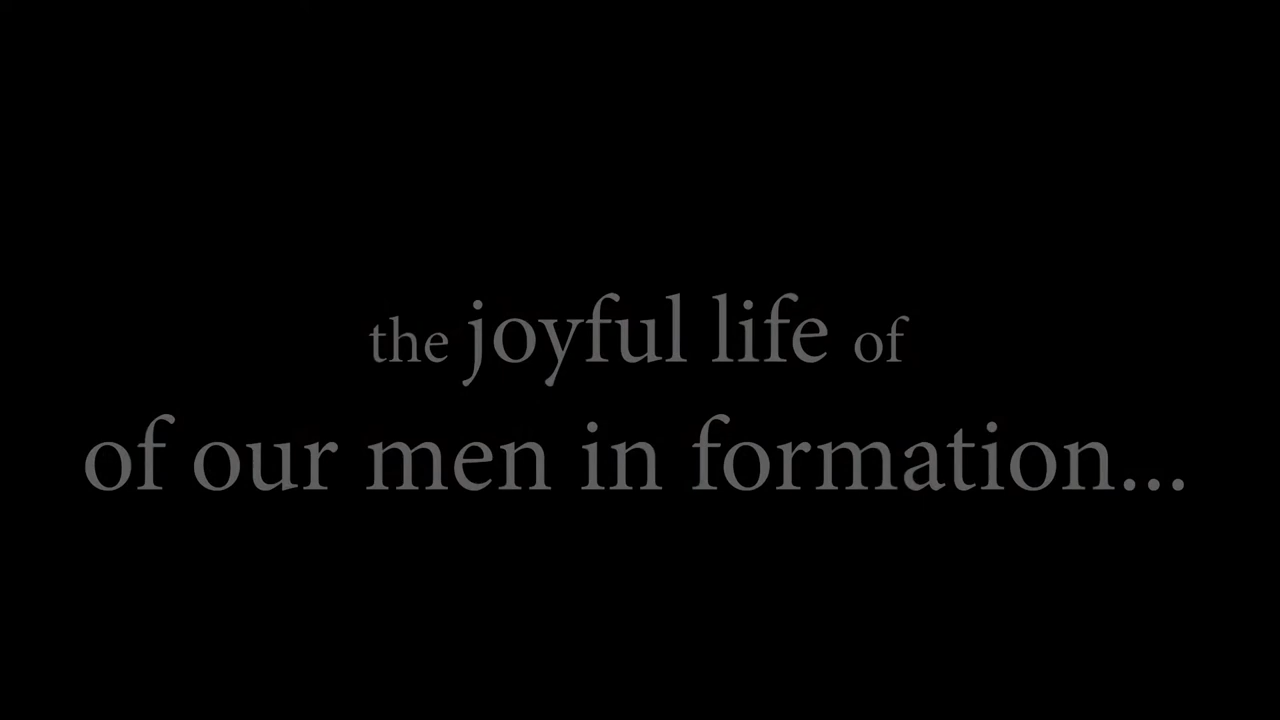 the joyful life of
of our men in formation...